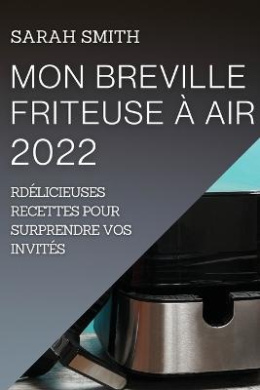 SARAH SMITH
MON BREVILLE
FRITEUSE À AIR
2022
RDÉLICIEUSES
RECETTES POUR
SURPRENDRE VOS
INVITÉS